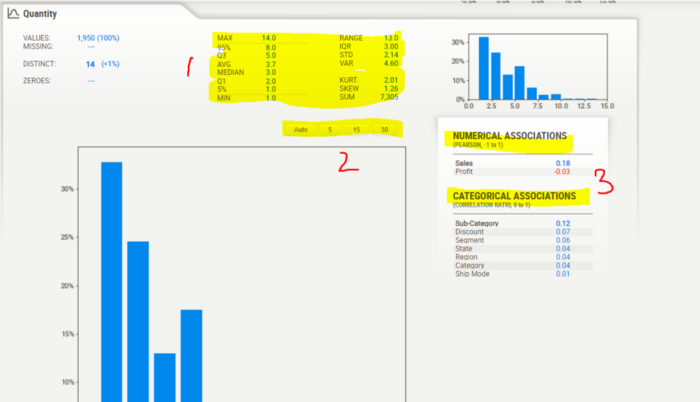 Quantity
VALUES: 1,950 (100%)
MISSING: ---
DISTINCT: 14 (<1%)
ZEROES: ---
1
MAX 14.0
95% 8.0
Q3 5.0
AVG 3.7
MEDIAN 3.0
Q1 2.0
5% 1.0
MIN 1.0
RANGE 13.0
IQR 3.00
STD 2.14
VAR 4.60
KURT. 2.01
SKEW 1.26
SUM 7,305
Auto 5 15 30
2
30%
25%
20%
15%
10%
30%
20%
10%
0%
0.0 2.5 5.0 7.5 10.0 12.5 15.0
NUMERICAL ASSOCIATIONS
(PEARSON, -1 to 1)
Sales 0.18
Profit -0.03
3
CATEGORICAL ASSOCIATIONS
(CORRELATION RATIO, 0 to 1)
Sub-Category 0.12
Discount 0.07
Segment 0.06
State 0.04
Region 0.04
Category 0.04
Ship Mode 0.01